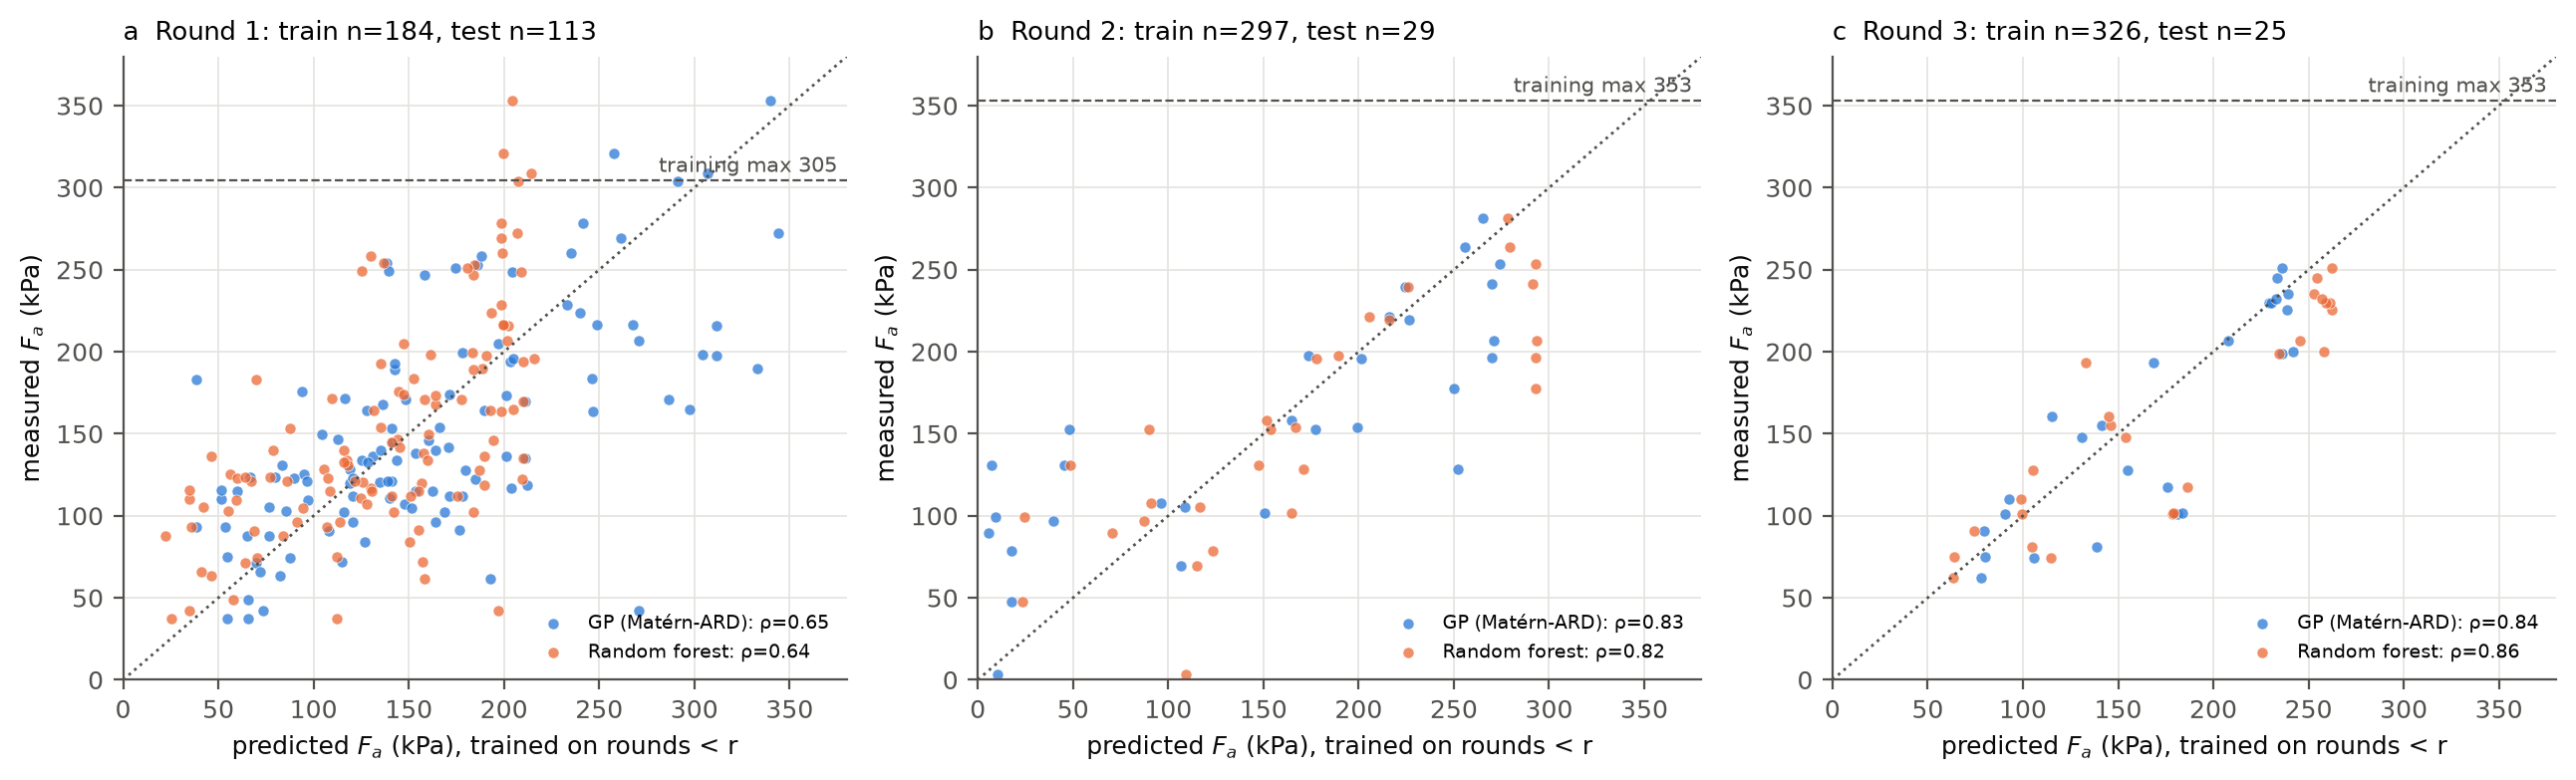 a Round 1: train n=184, test n=113
measured Fₐ (kPa)
350
300
250
200
150
100
50
0
training max 305
GP (Matérn-ARD): ρ=0.65
Random forest: ρ=0.64
0 50 100 150 200 250 300 350
predicted Fₐ (kPa), trained on rounds < r
b Round 2: train n=297, test n=29
measured Fₐ (kPa)
350
300
250
200
150
100
50
0
training max 353
GP (Matérn-ARD): ρ=0.83
Random forest: ρ=0.82
0 50 100 150 200 250 300 350
predicted Fₐ (kPa), trained on rounds < r
c Round 3: train n=326, test n=25
measured Fₐ (kPa)
350
300
250
200
150
100
50
0
training max 353
GP (Matérn-ARD): ρ=0.84
Random forest: ρ=0.86
0 50 100 150 200 250 300 350
predicted Fₐ (kPa), trained on rounds < r